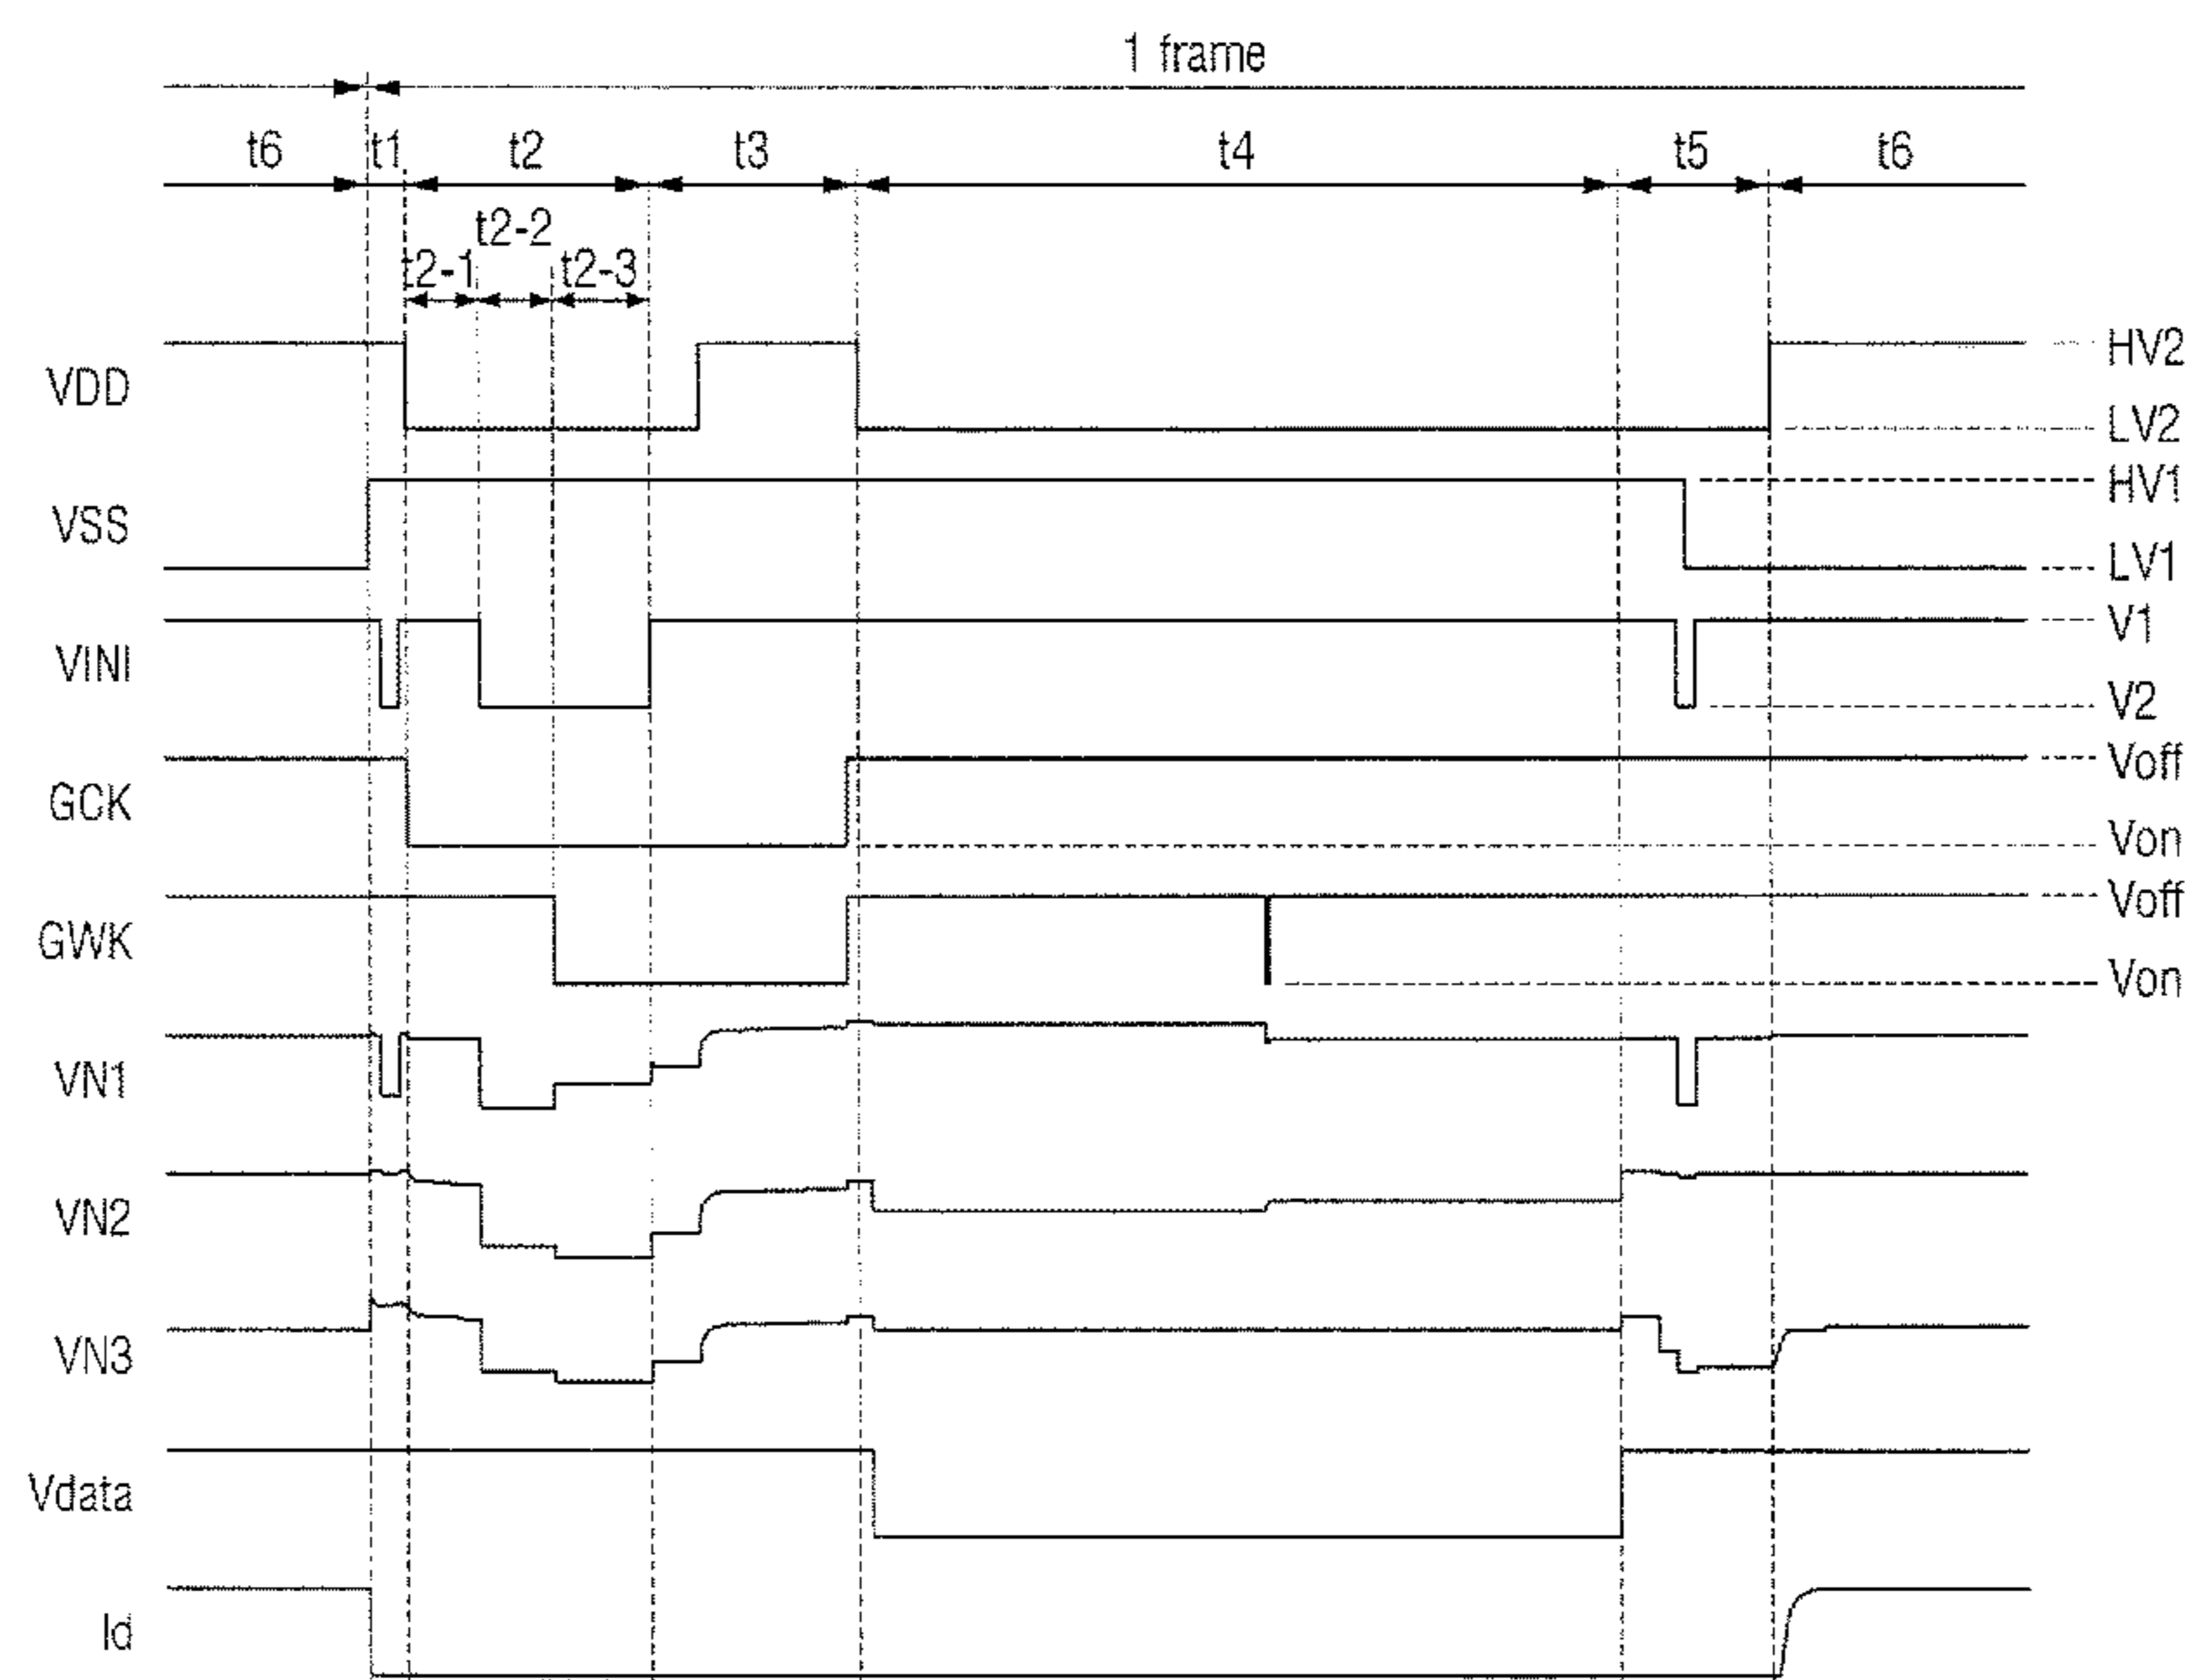 1 frame
t6 t1 t2 t3 t4 t5 t6
t2-2
t2-1 t2-3
VDD HV2
LV2
VSS HV1
LV1
VINI V1
V2
GCK Voff
Von
GWK Voff
Von
VN1
VN2
VN3
Vdata
Id